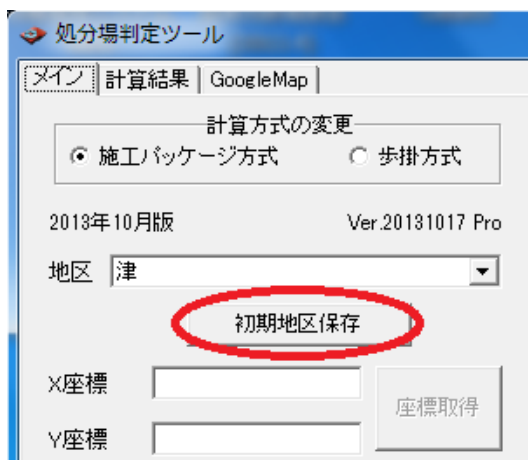 処分場判定ツール
メイン 計算結果 GoogleMap
計算方式の変更
施工パッケージ方式 歩掛方式
2013年10月版 Ver.20131017 Pro
地区 津
初期地区保存
X座標
座標取得
Y座標